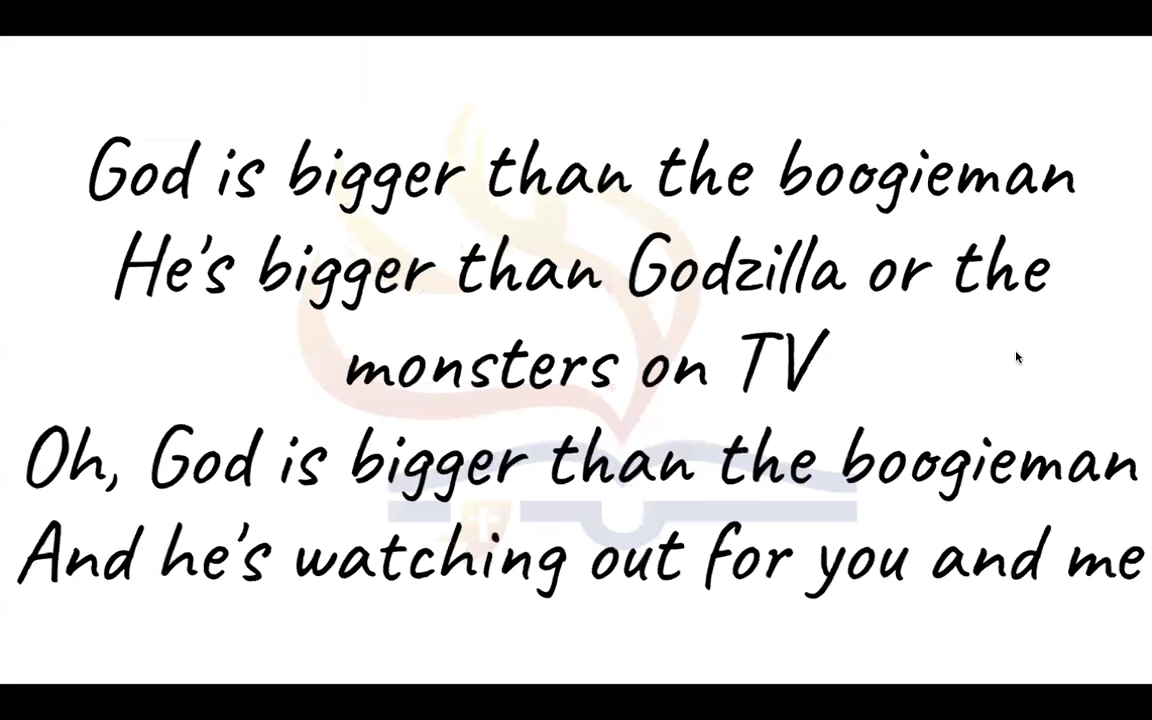 God is bigger than the boogieman
He's bigger than Godzilla or the
monsters on TV
Oh, God is bigger than the boogieman
And he's watching out for you and me